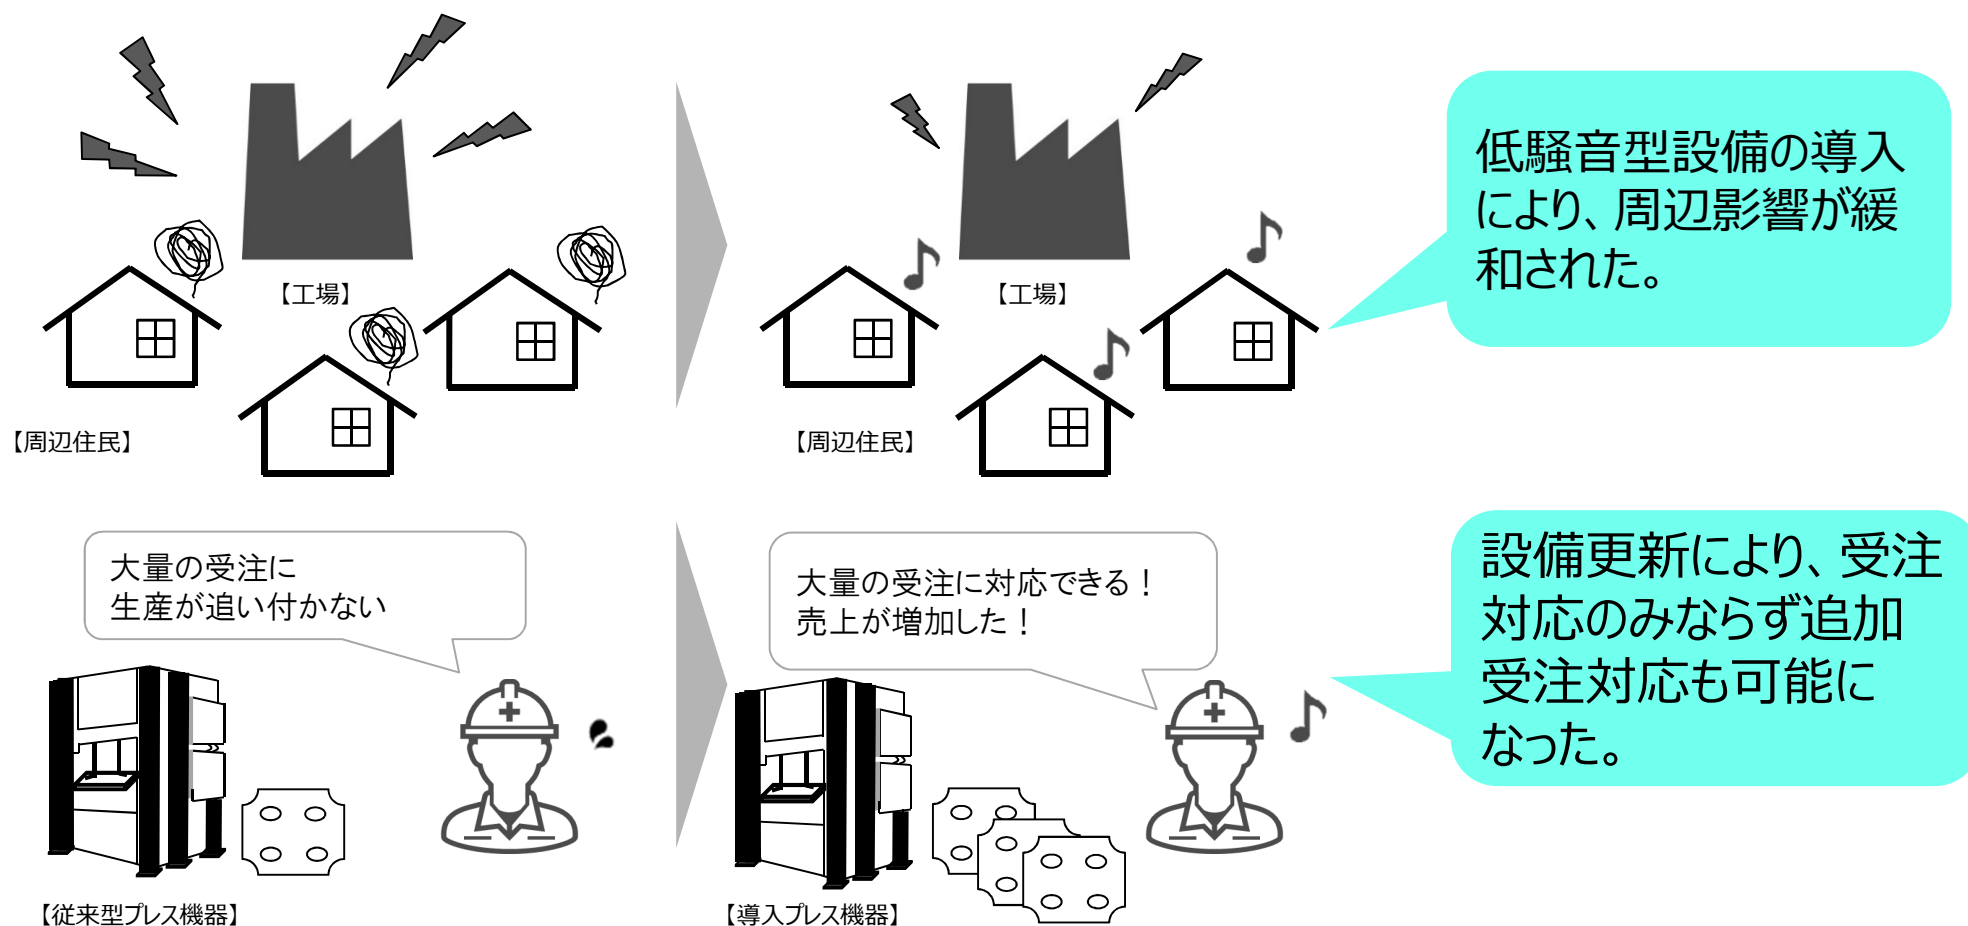 【工場】
【周辺住民】
【工場】
【周辺住民】
低騒音型設備の導入
により、周辺影響が緩
和された。
大量の受注に
生産が追い付かない
【従来型プレス機器】
大量の受注に対応できる！
売上が増加した！
【導入プレス機器】
設備更新により、受注
対応のみならず追加
受注対応も可能に
なった。